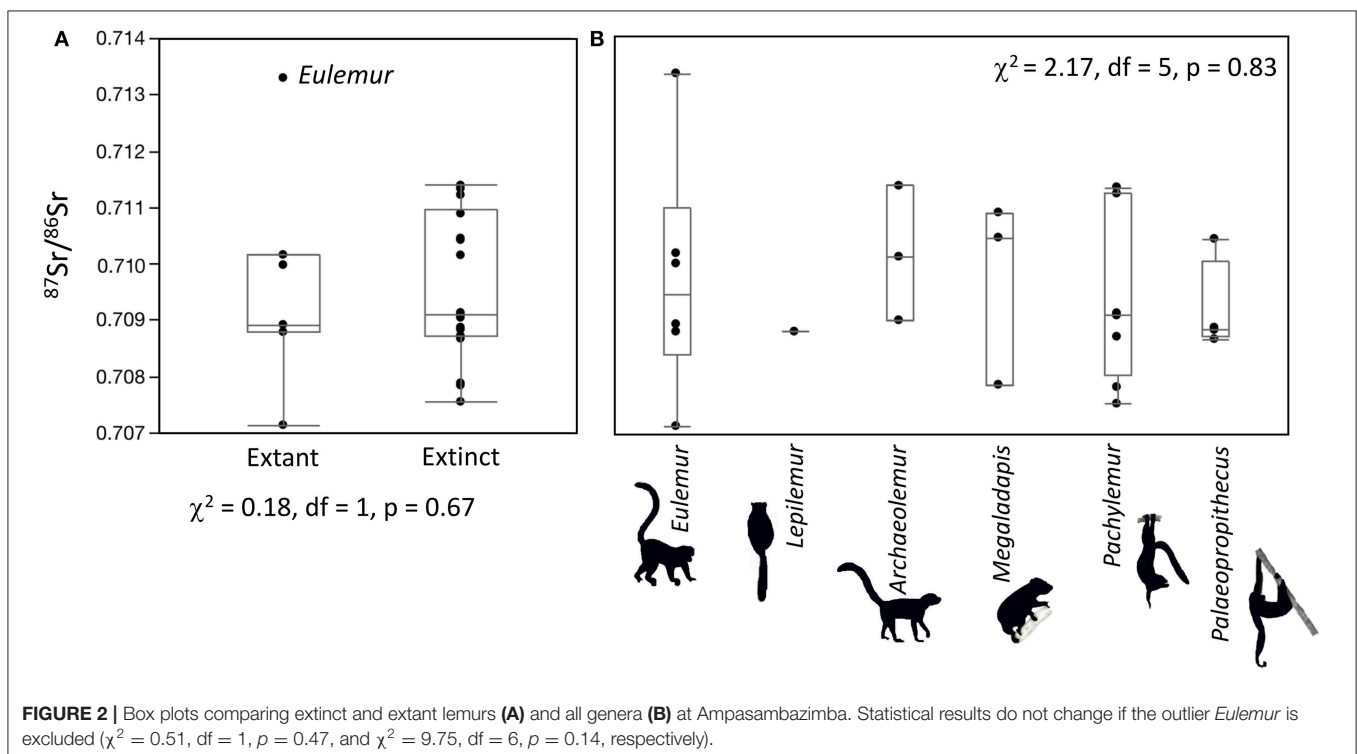 A
B
0.714
0.713
0.712
0.711
0.710
0.709
0.708
0.707
⁸⁷Sr/⁸⁶Sr
Eulemur
Extant
Extinct
χ² = 0.18, df = 1, p = 0.67
χ² = 2.17, df = 5, p = 0.83
Eulemur
Lepilemur
Archaeolemur
Megaladapis
Pachylemur
Palaeopropithecus
FIGURE 2 | Box plots comparing extinct and extant lemurs (A) and all genera (B) at Ampasambazimba. Statistical results do not change if the outlier Eulemur is
excluded (χ² = 0.51, df = 1, p = 0.47, and χ² = 9.75, df = 6, p = 0.14, respectively).